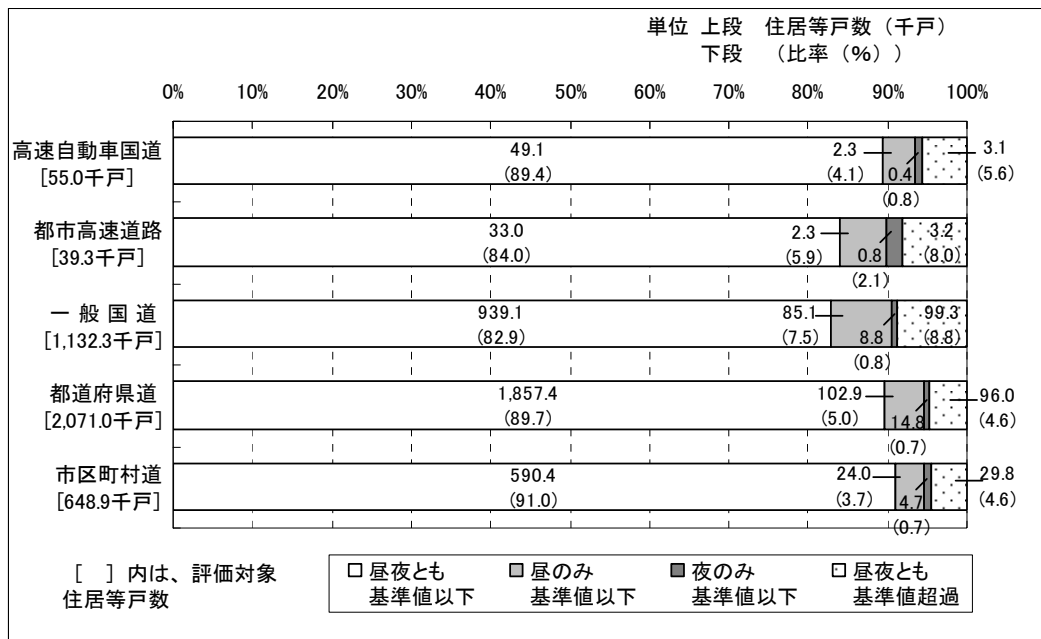 単位 上段 住居等戸数（千戸）
下段 （比率（%））
0% 10% 20% 30% 40% 50% 60% 70% 80% 90% 100%
高速自動車国道
[55.0千戸]
49.1 2.3 0.4 3.1
(89.4) (4.1) (0.8) (5.6)
都市高速道路
[39.3千戸]
33.0 2.3 0.8 3.2
(84.0) (5.9) (2.1) (8.0)
一般国道
[1,132.3千戸]
939.1 85.1 8.8 99.3
(82.9) (7.5) (0.8) (8.8)
都道府県道
[2,071.0千戸]
1,857.4 102.9 14.8 96.0
(89.7) (5.0) (0.7) (4.6)
市区町村道
[648.9千戸]
590.4 24.0 4.7 29.8
(91.0) (3.7) (0.7) (4.6)
[ ]内は、評価対象
住居等戸数
昼夜とも
基準値以下
昼のみ
基準値以下
夜のみ
基準値以下
昼夜とも
基準値超過